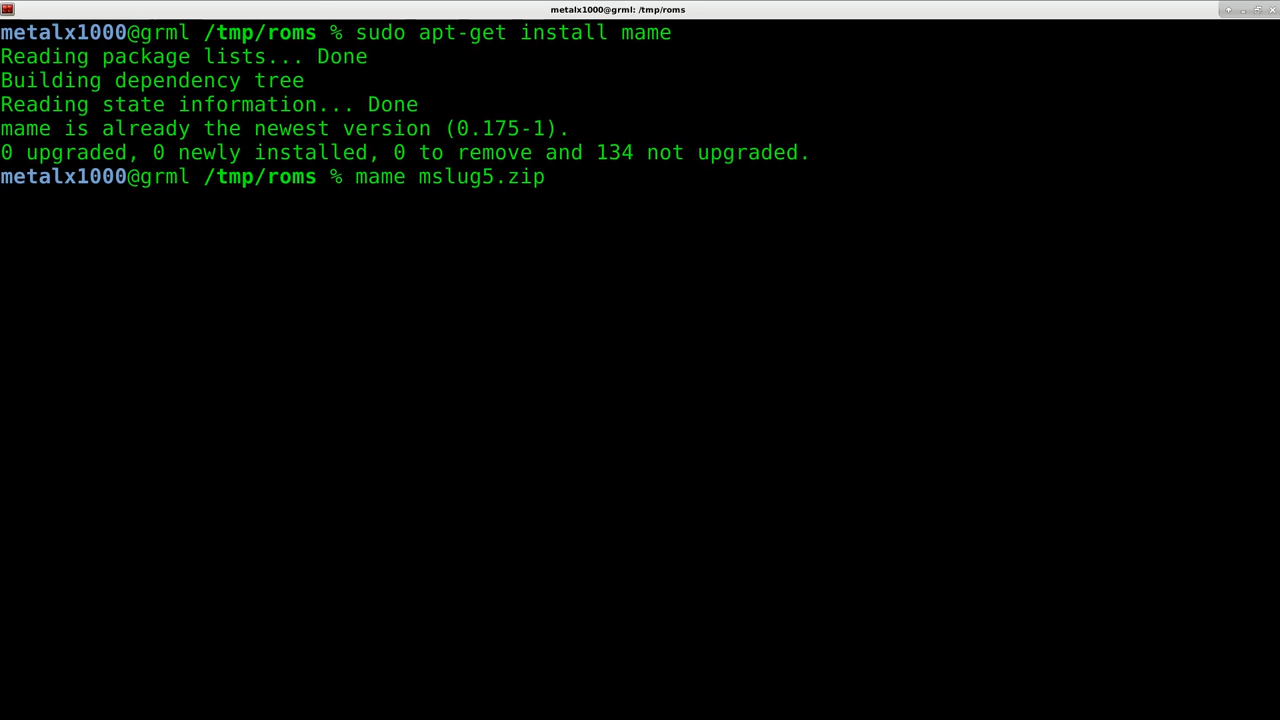 metalx1000@grml: /tmp/roms
metalx1000@grml /tmp/roms % sudo apt-get install mame
Reading package lists... Done
Building dependency tree
Reading state information... Done
mame is already the newest version (0.175-1).
0 upgraded, 0 newly installed, 0 to remove and 134 not upgraded.
metalx1000@grml /tmp/roms % mame mslug5.zip